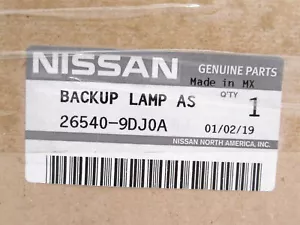 NISSAN GENUINE PARTS
Made in MX
BACKUP LAMP AS Q'TY 1
26540-9DJ0A 01/02/19
NISSAN NORTH AMERICA, INC.